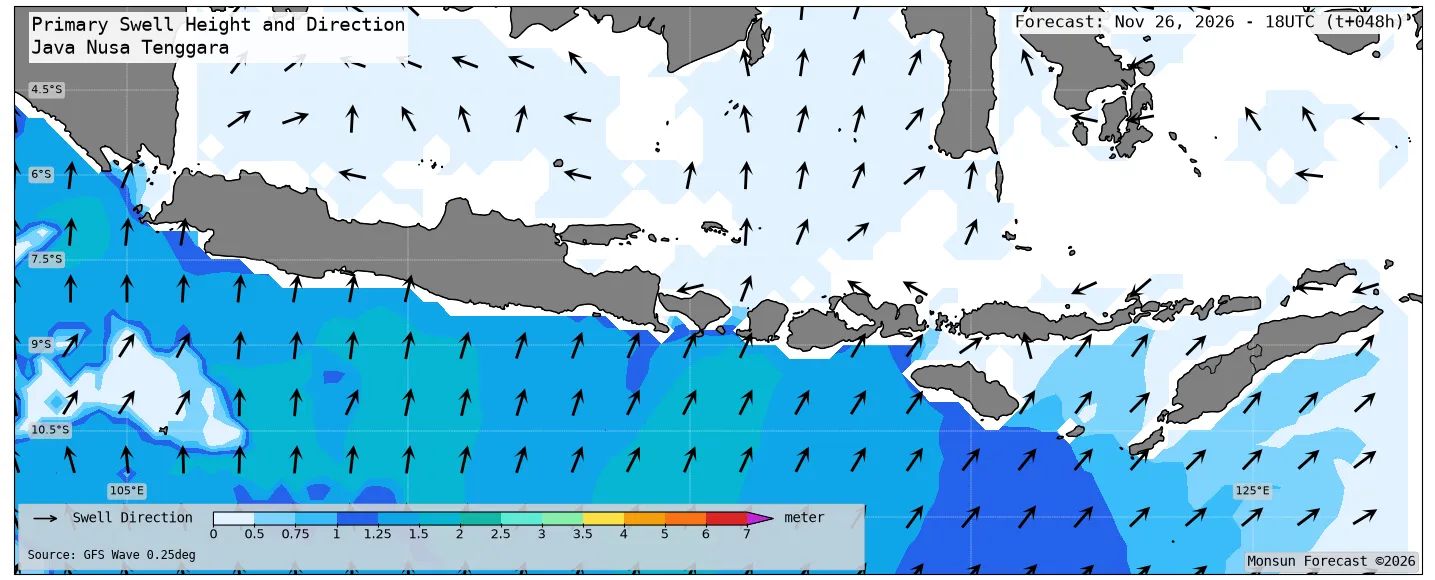 Primary Swell Height and Direction
Java Nusa Tenggara
Forecast: Nov 26, 2026 - 18UTC (t+048h)
4.5°S
6°S
7.5°S
9°S
10.5°S
105°E
125°E
Swell Direction
0 0.5 0.75 1 1.25 1.5 2 2.5 3 3.5 4 5 6 7
meter
Source: GFS Wave 0.25deg
Monsun Forecast ©2026